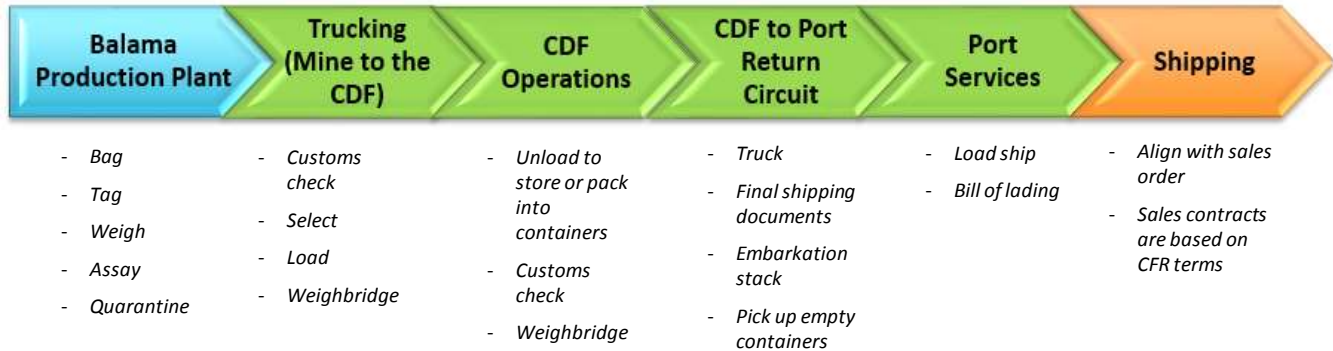 Balama
Production Plant
Trucking
(Mine to the
CDF)
CDF
Operations
CDF to Port
Return
Circuit
Port
Services
Shipping
- Bag
- Tag
- Weigh
- Assay
- Quarantine
- Customs
check
- Select
- Load
- Weighbridge
- Unload to
store or pack
into
containers
- Customs
check
- Weighbridge
- Truck
- Final shipping
documents
- Embarkation
stack
- Pick up empty
containers
- Load ship
- Bill of lading
- Align with sales
order
- Sales contracts
are based on
CFR terms